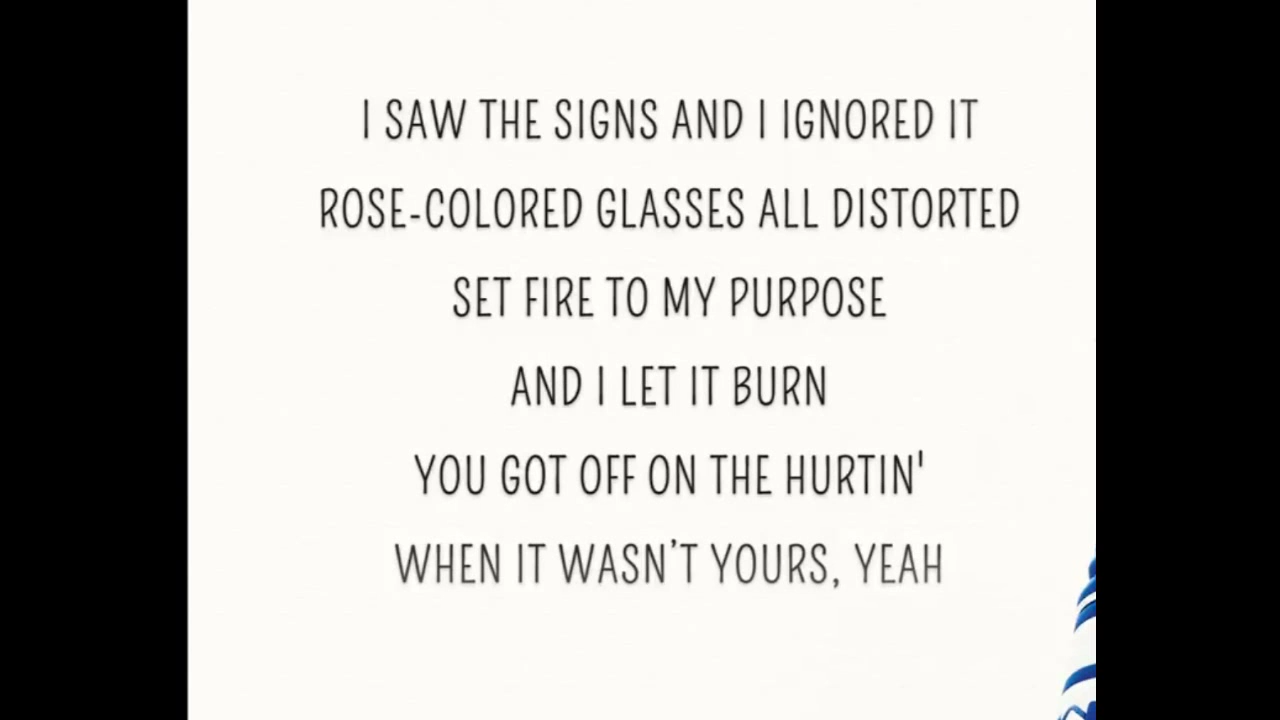 I SAW THE SIGNS AND I IGNORED IT
ROSE-COLORED GLASSES ALL DISTORTED
SET FIRE TO MY PURPOSE
AND I LET IT BURN
YOU GOT OFF ON THE HURTIN'
WHEN IT WASN’T YOURS, YEAH